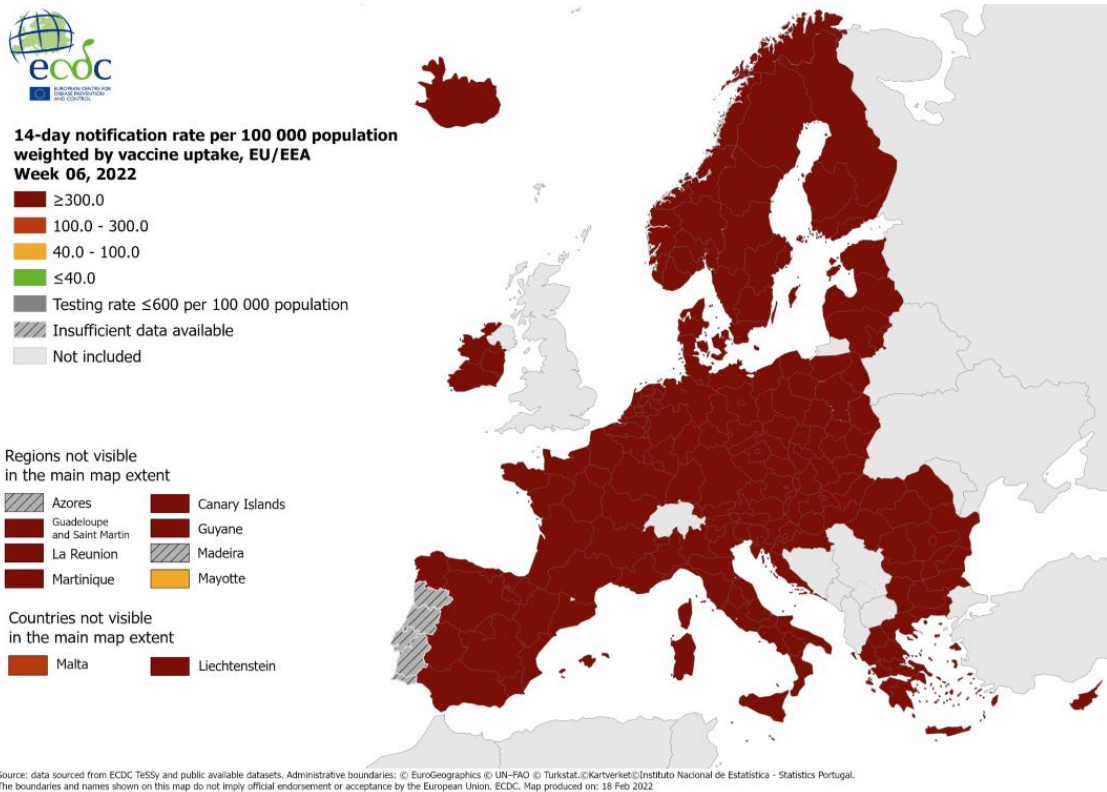 ecdc
EUROPEAN CENTRE FOR
DISEASE PREVENTION
AND CONTROL
14-day notification rate per 100 000 population
weighted by vaccine uptake, EU/EEA
Week 06, 2022
≥300.0
100.0 - 300.0
40.0 - 100.0
≤40.0
Testing rate ≤600 per 100 000 population
Insufficient data available
Not included
Regions not visible
in the main map extent
Azores
Canary Islands
Guadeloupe
and Saint Martin
Guyane
La Reunion
Madeira
Martinique
Mayotte
Countries not visible
in the main map extent
Malta
Liechtenstein
Source: data sourced from ECDC TeSSy and public available datasets. Administrative boundaries: © EuroGeographics © UN–FAO © Turkstat.©Kartverket©Instituto Nacional de Estatística - Statistics Portugal.
The boundaries and names shown on this map do not imply official endorsement or acceptance by the European Union. ECDC. Map produced on: 18 Feb 2022